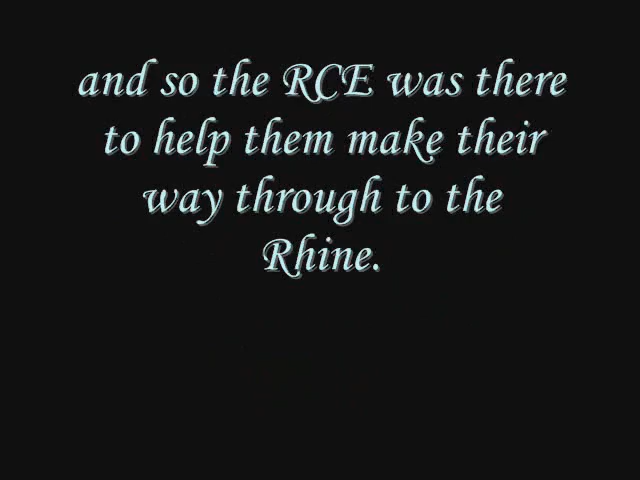 and so the RCE was there
to help them make their
way through to the
Rhine.